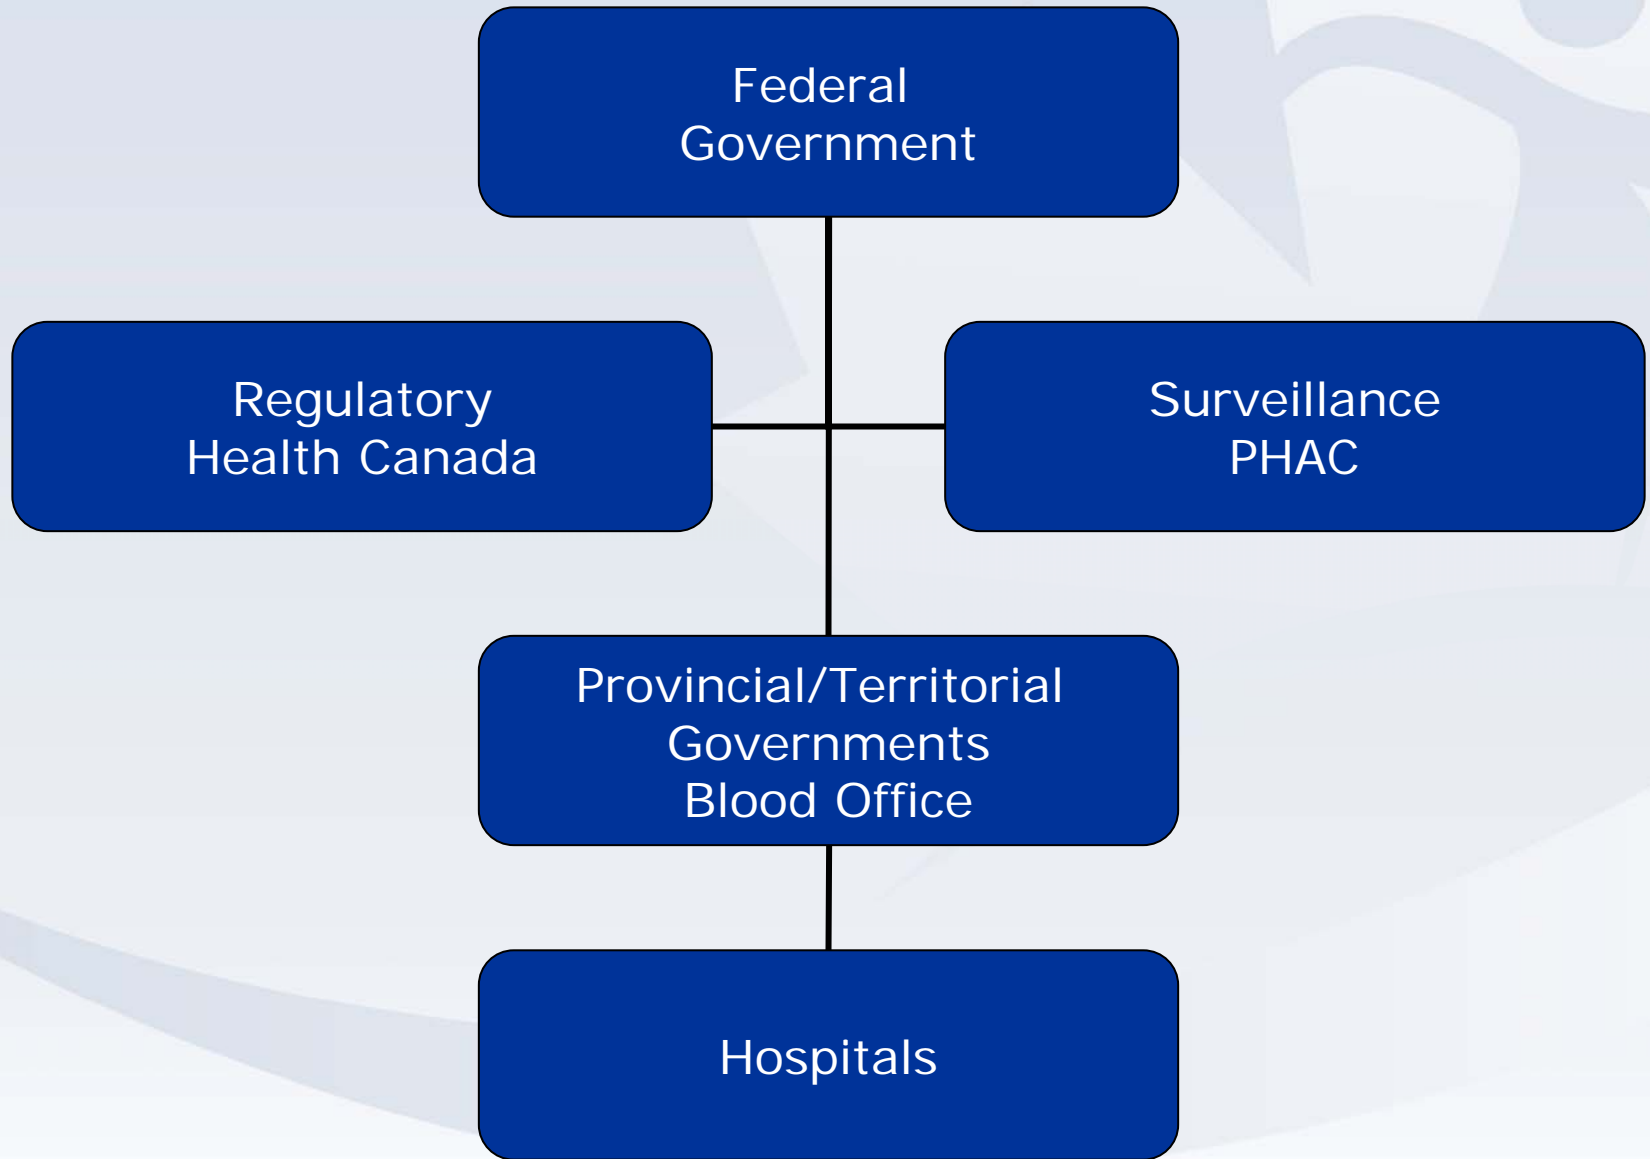 Federal
Government
Regulatory
Health Canada
Surveillance
PHAC
Provincial/Territorial
Governments
Blood Office
Hospitals